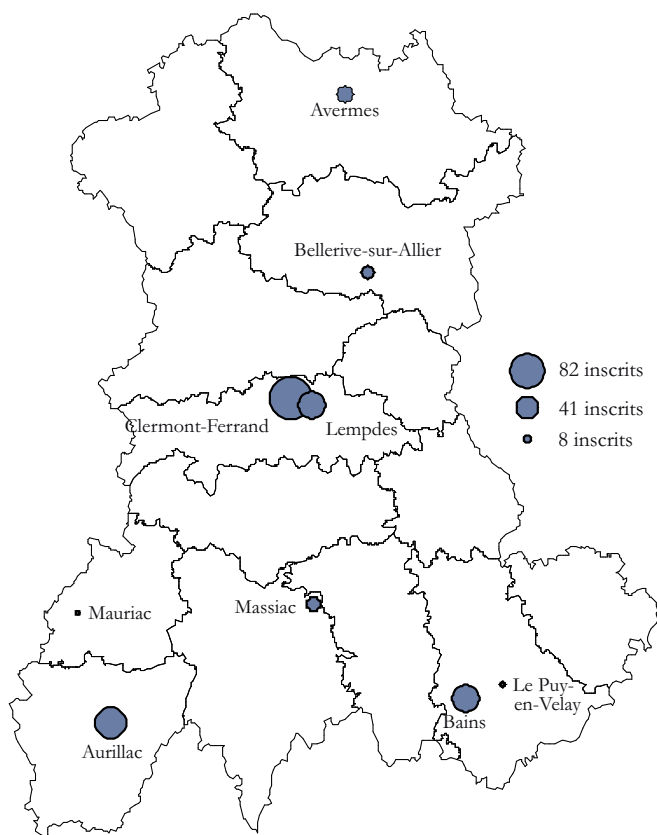 Avermes
Bellerive-sur-Allier
82 inscrits
41 inscrits
8 inscrits
Clermont-Ferrand
Lempdes
Mauriac
Massiac
Le Puy-
en-Velay
Bains
Aurillac